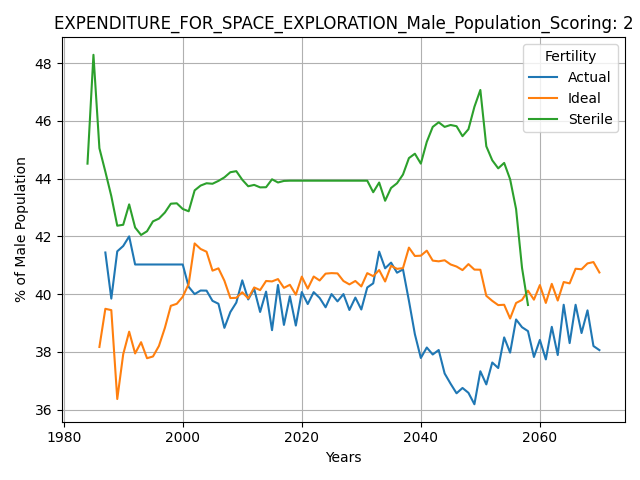 EXPENDITURE_FOR_SPACE_EXPLORATION_Male_Population_Scoring: 2
Fertility
Actual
Ideal
Sterile
% of Male Population
48
46
44
42
40
38
36
1980
2000
2020
2040
2060
Years